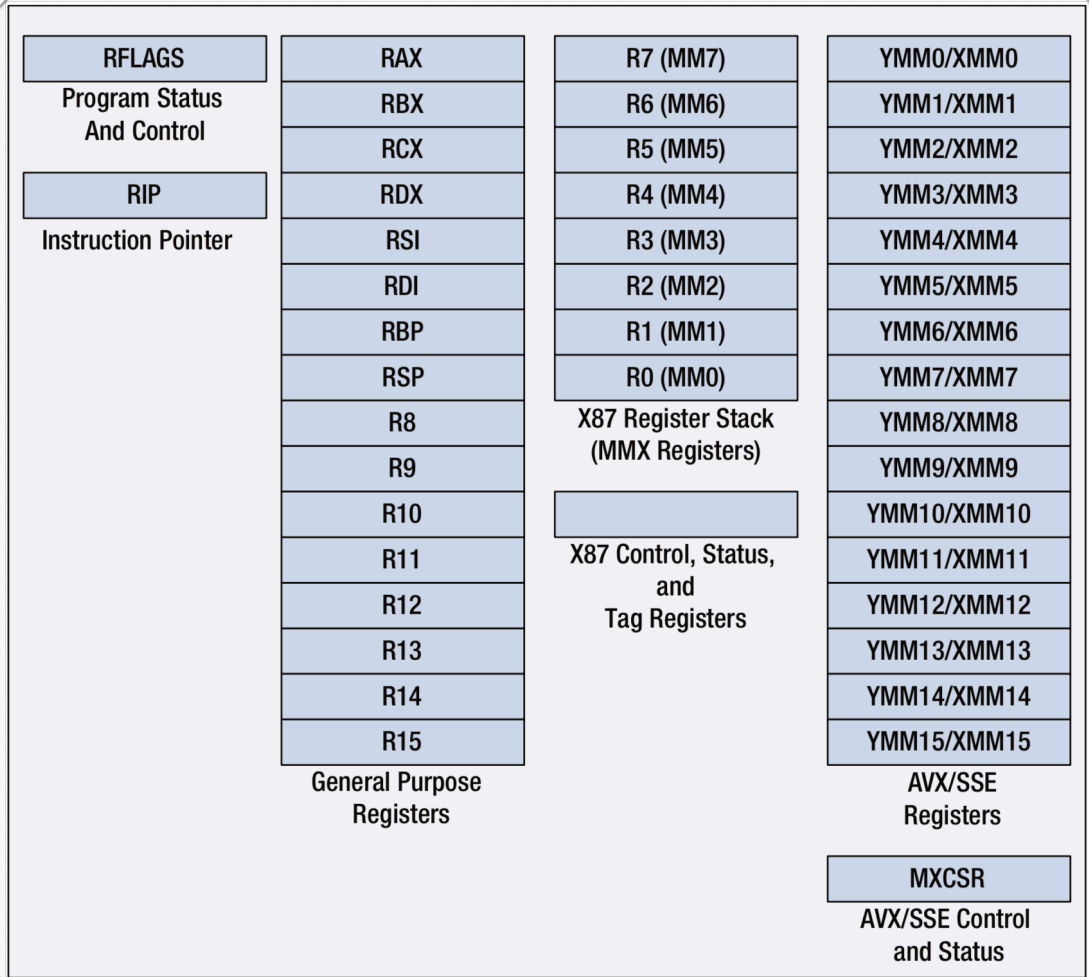 RFLAGS
Program Status
And Control
RIP
Instruction Pointer
RAX
RBX
RCX
RDX
RSI
RDI
RBP
RSP
R8
R9
R10
R11
R12
R13
R14
R15
General Purpose
Registers
R7 (MM7)
R6 (MM6)
R5 (MM5)
R4 (MM4)
R3 (MM3)
R2 (MM2)
R1 (MM1)
R0 (MM0)
X87 Register Stack
(MMX Registers)
X87 Control, Status,
and
Tag Registers
YMM0/XMM0
YMM1/XMM1
YMM2/XMM2
YMM3/XMM3
YMM4/XMM4
YMM5/XMM5
YMM6/XMM6
YMM7/XMM7
YMM8/XMM8
YMM9/XMM9
YMM10/XMM10
YMM11/XMM11
YMM12/XMM12
YMM13/XMM13
YMM14/XMM14
YMM15/XMM15
AVX/SSE
Registers
MXCSR
AVX/SSE Control
and Status